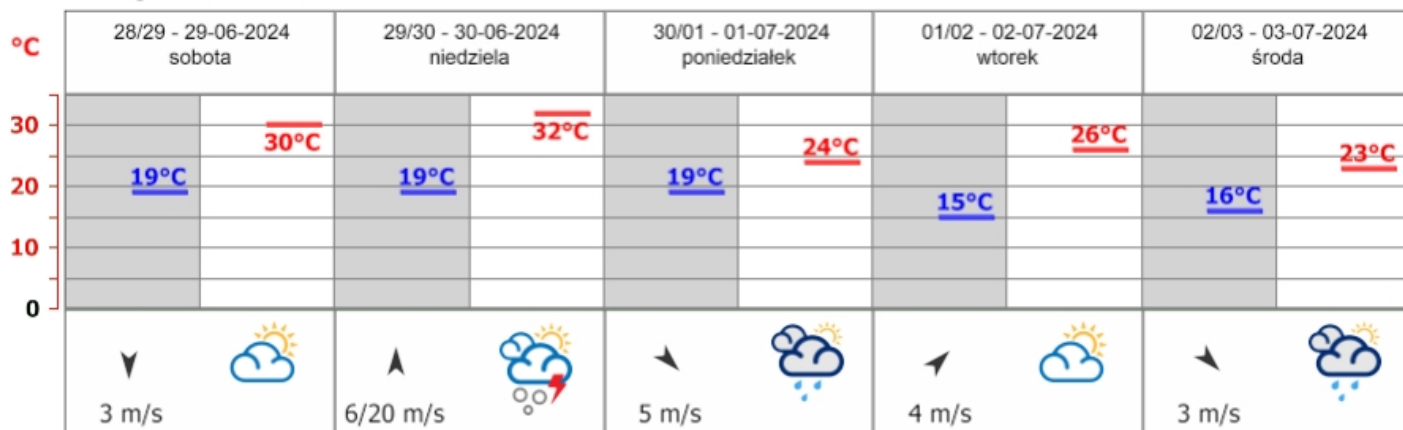 28/29 - 29-06-2024
sobota
29/30 - 30-06-2024
niedziela
30/01 - 01-07-2024
poniedziałek
01/02 - 02-07-2024
wtorek
02/03 - 03-07-2024
środa
°C
30
20
10
0
19°C
30°C
19°C
32°C
19°C
24°C
15°C
26°C
16°C
23°C
3 m/s
6/20 m/s
5 m/s
4 m/s
3 m/s